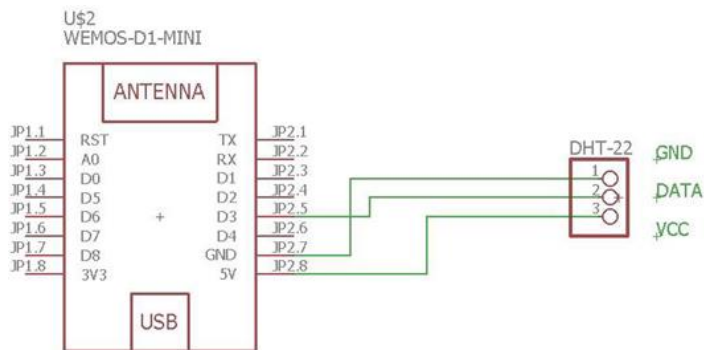 U$2
WEMOS-D1-MINI
ANTENNA
JP1.1 RST TX JP2.1
JP1.2 A0 RX JP2.2
JP1.3 D0 D1 JP2.3
JP1.4 D5 D2 JP2.4
JP1.5 D6 D3 JP2.5
JP1.6 D7 D4 JP2.6
JP1.7 D8 GND JP2.7
JP1.8 3V3 5V JP2.8
USB
DHT-22
1 GND
2 DATA
3 VCC